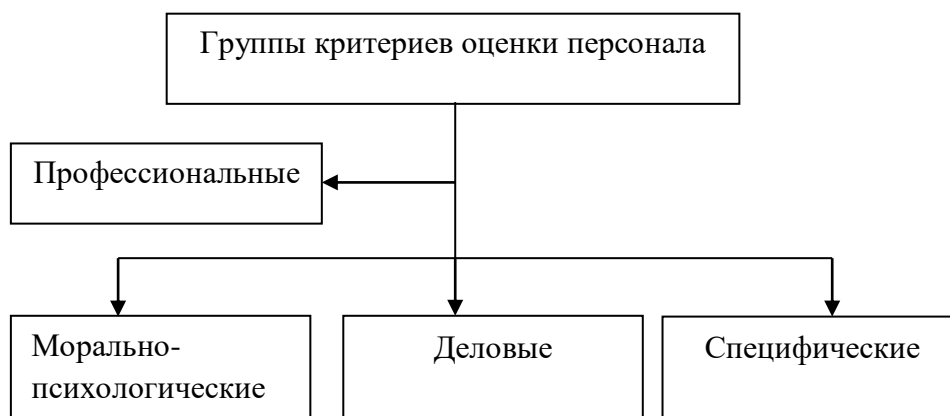 Группы критериев оценки персонала
Профессиональные
Морально-
психологические
Деловые
Специфические